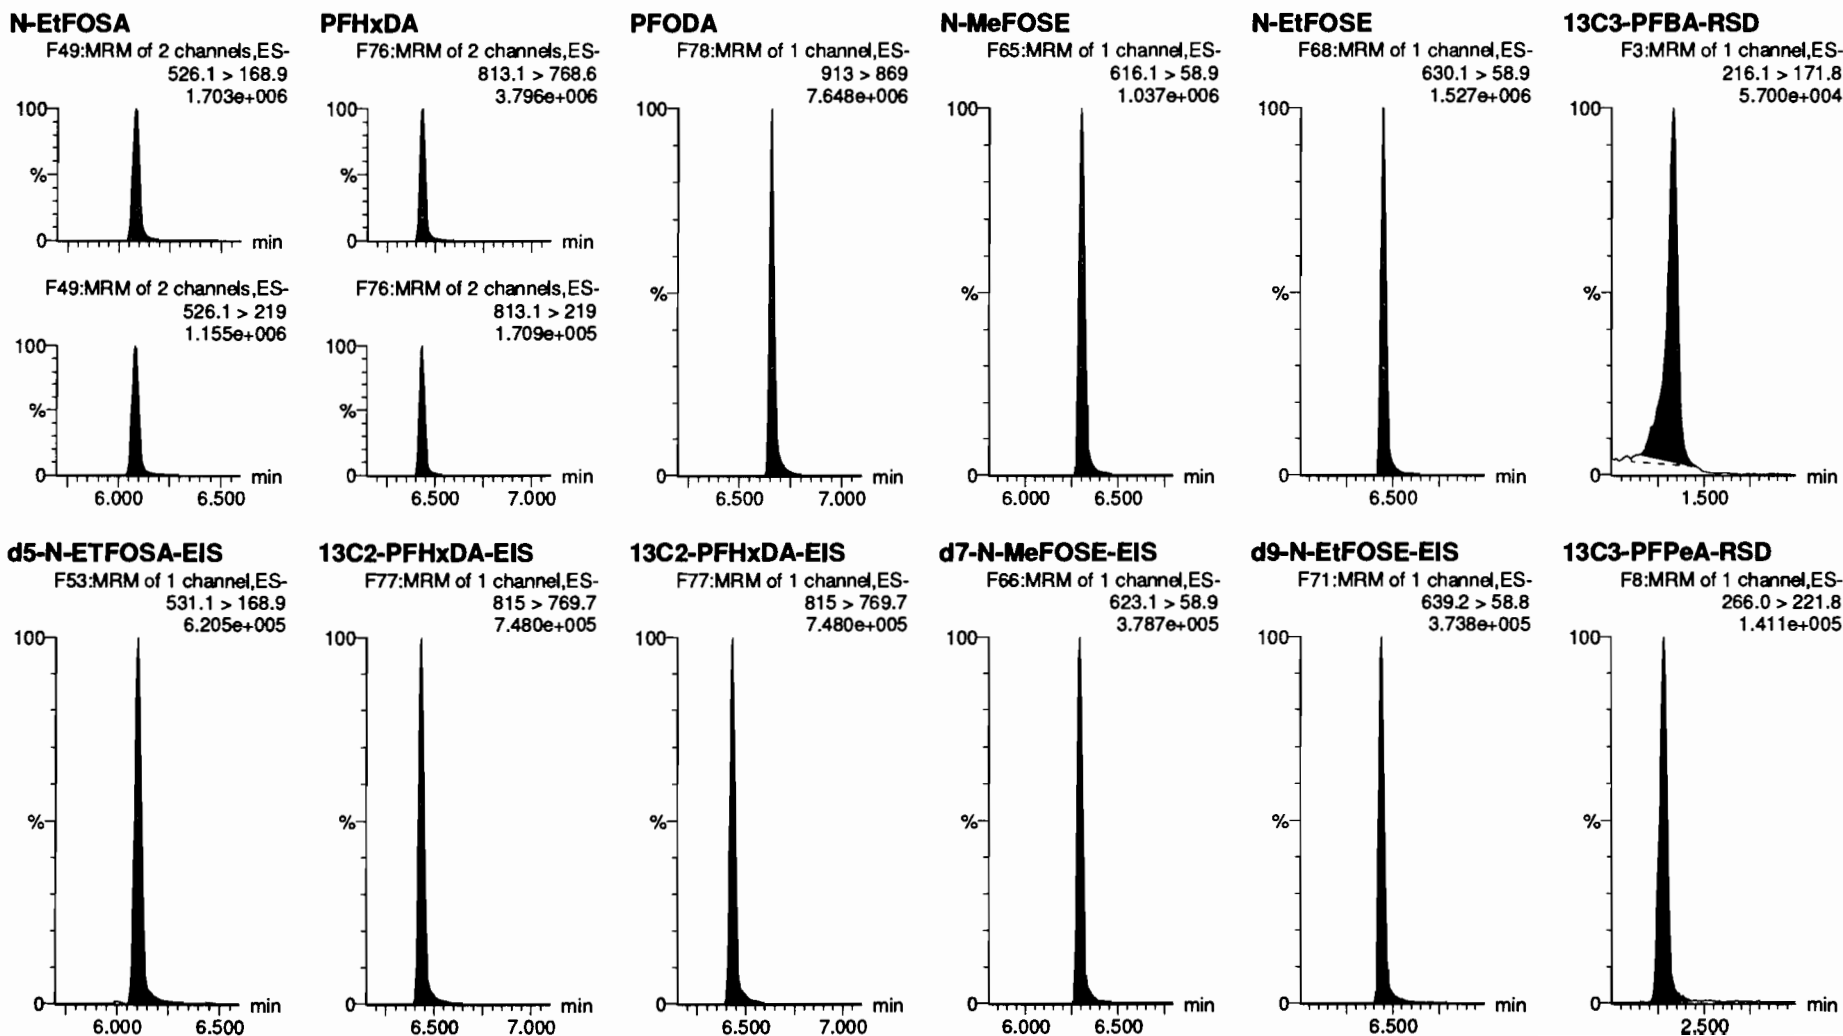 N-EtFOSA
F49:MRM of 2 channels,ES-
526.1 > 168.9
1.703e+006
100
%
0
min
F49:MRM of 2 channels,ES-
526.1 > 219
1.155e+006
100
%
0
min
6.000 6.500
PFHxDA
F76:MRM of 2 channels,ES-
813.1 > 768.6
3.796e+006
100
%
0
min
F76:MRM of 2 channels,ES-
813.1 > 219
1.709e+005
100
%
0
min
6.500 7.000
PFODA
F78:MRM of 1 channel,ES-
913 > 869
7.648e+006
100
%
0
min
6.500 7.000
N-MeFOSE
F65:MRM of 1 channel,ES-
616.1 > 58.9
1.037e+006
100
%
0
min
6.000 6.500
N-EtFOSE
F68:MRM of 1 channel,ES-
630.1 > 58.9
1.527e+006
100
%
0
min
6.500
13C3-PFBA-RSD
F3:MRM of 1 channel,ES-
216.1 > 171.8
5.700e+004
100
%
0
min
1.500
d5-N-ETFOSA-EIS
F53:MRM of 1 channel,ES-
531.1 > 168.9
6.205e+005
100
%
0
min
6.000 6.500
13C2-PFHxDA-EIS
F77:MRM of 1 channel,ES-
815 > 769.7
7.480e+005
100
%
0
min
6.500 7.000
13C2-PFHxDA-EIS
F77:MRM of 1 channel,ES-
815 > 769.7
7.480e+005
100
%
0
min
6.500 7.000
d7-N-MeFOSE-EIS
F66:MRM of 1 channel,ES-
623.1 > 58.9
3.787e+005
100
%
0
min
6.000 6.500
d9-N-EtFOSE-EIS
F71:MRM of 1 channel,ES-
639.2 > 58.8
3.738e+005
100
%
0
min
6.500
13C3-PFPeA-RSD
F8:MRM of 1 channel,ES-
266.0 > 221.8
1.411e+005
100
%
0
min
2.500